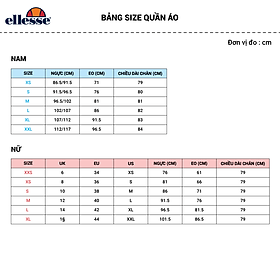 ellesse
BẢNG SIZE QUẦN ÁO
Đơn vị đo : cm
NAM
SIZE NGỰC (CM) EO (CM) CHIỀU DÀI CHÂN (CM)
XS 86.5/91.5 71 79
S 91.5/96.5 76 80
M 96.5/102 81 81
L 102/107 86 82
XL 107/112 91.5 83
XXL 112/117 96.5 84
NỮ
SIZE UK EU US NGỰC (CM) EO (CM) CHIỀU DÀI CHÂN (CM)
XXS 6 34 XS 76 61 79
XS 8 36 S 81 66 79
S 10 38 M 86.5 71 79
M 12 40 L 91.5 76 79
L 14 42 XL 96.5 81.5 79
XL 16 44 XXL 101.5 86.5 79